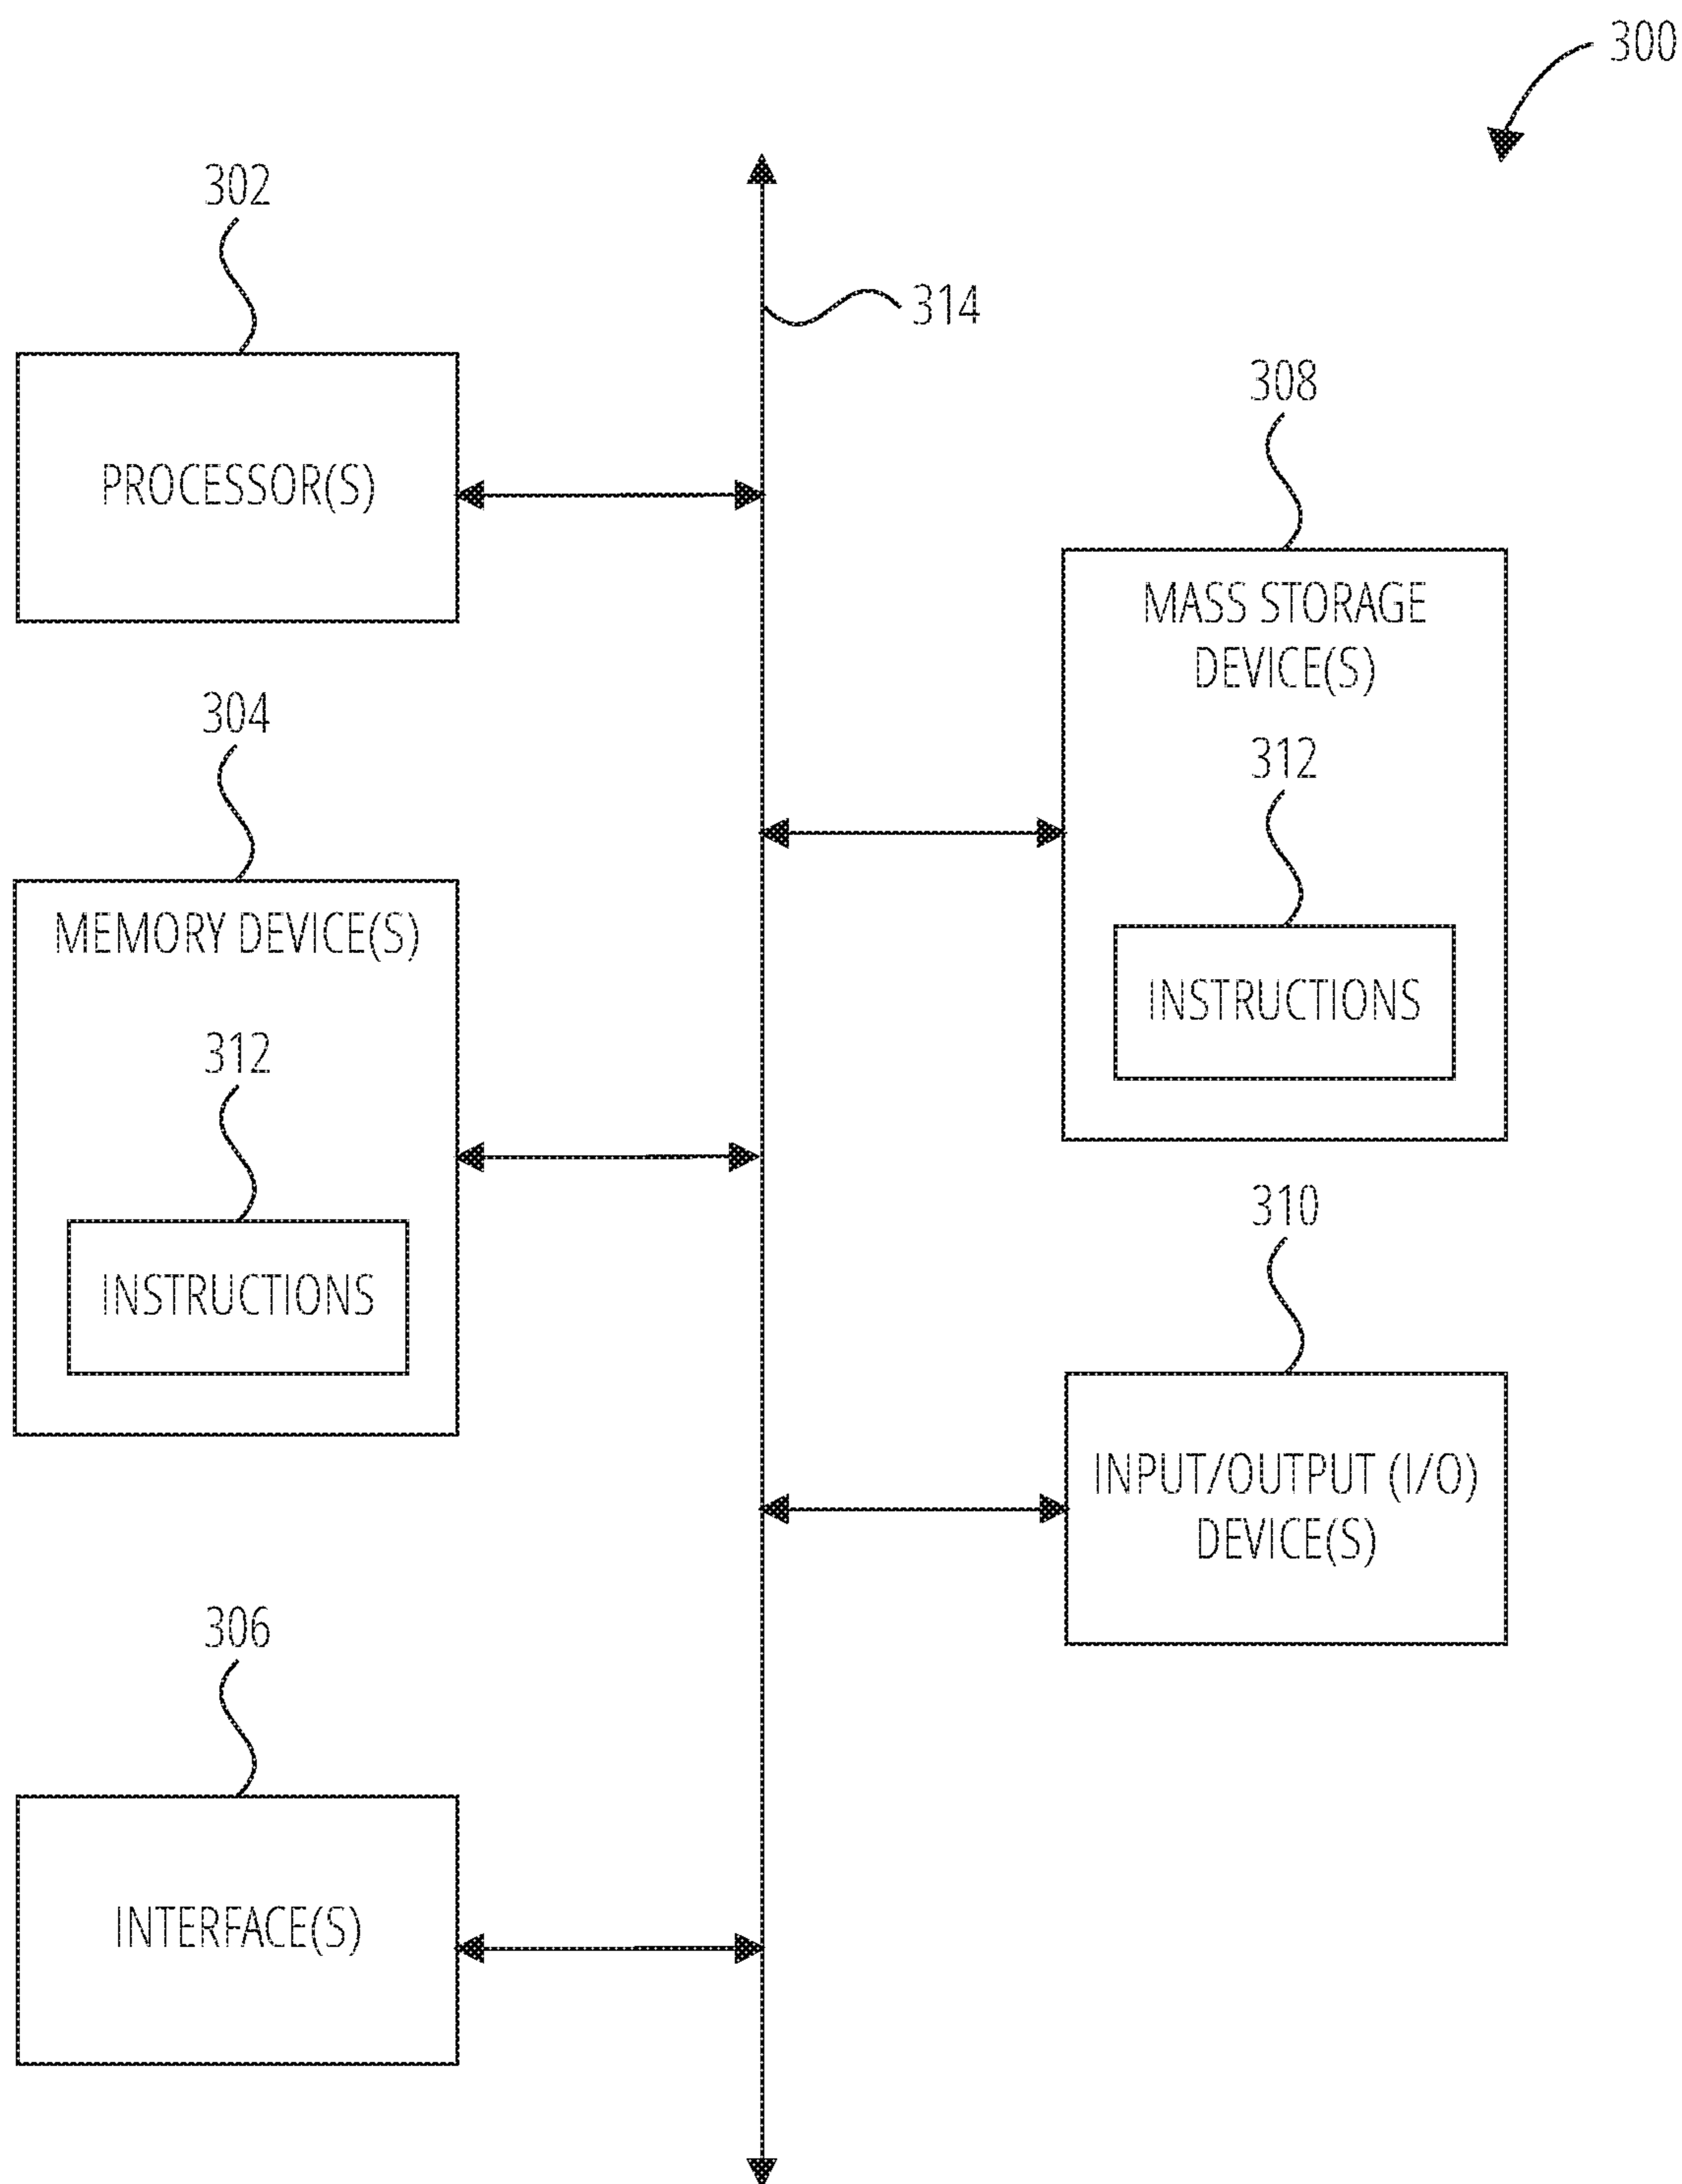 300
302
314
PROCESSOR(S)
308
MASS STORAGE
DEVICE(S)
304
312
MEMORY DEVICE(S)
INSTRUCTIONS
312
INSTRUCTIONS
310
INPUT/OUTPUT (I/O)
DEVICE(S)
306
INTERFACE(S)